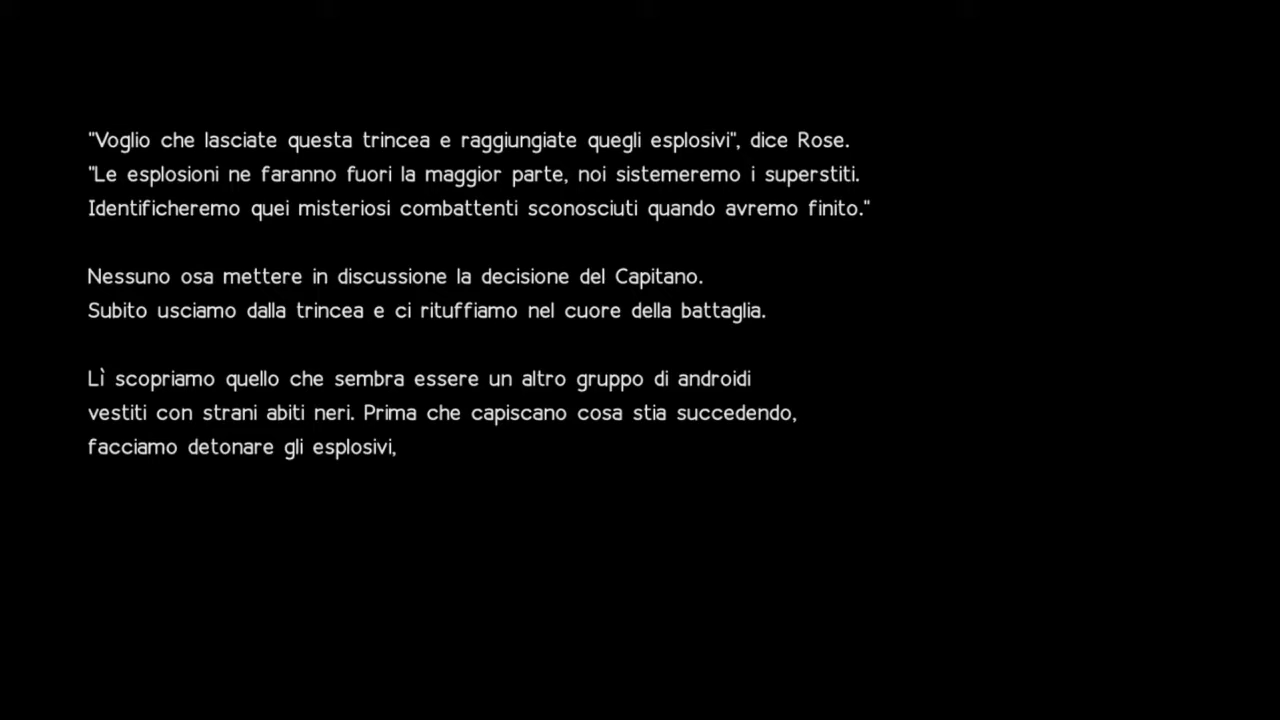 "Voglio che lasciate questa trincea e raggiungiate quegli esplosivi", dice Rose.
"Le esplosioni ne faranno fuori la maggior parte, noi sistemeremo i superstiti.
Identificheremo quei misteriosi combattenti sconosciuti quando avremo finito."
Nessuno osa mettere in discussione la decisione del Capitano.
Subito usciamo dalla trincea e ci rituffiamo nel cuore della battaglia.
Lì scopriamo quello che sembra essere un altro gruppo di androidi
vestiti con strani abiti neri. Prima che capiscano cosa stia succedendo,
facciamo detonare gli esplosivi,